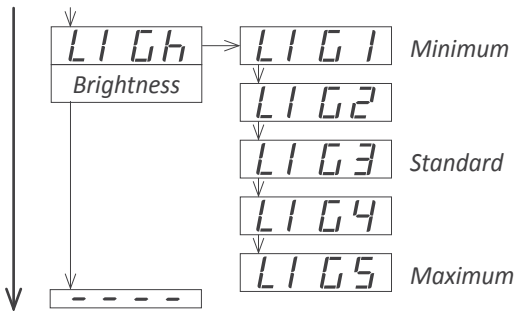 LIGh LIG1 Minimum
Brightness
LIG2
LIG3 Standard
LIG4
LIG5 Maximum
----